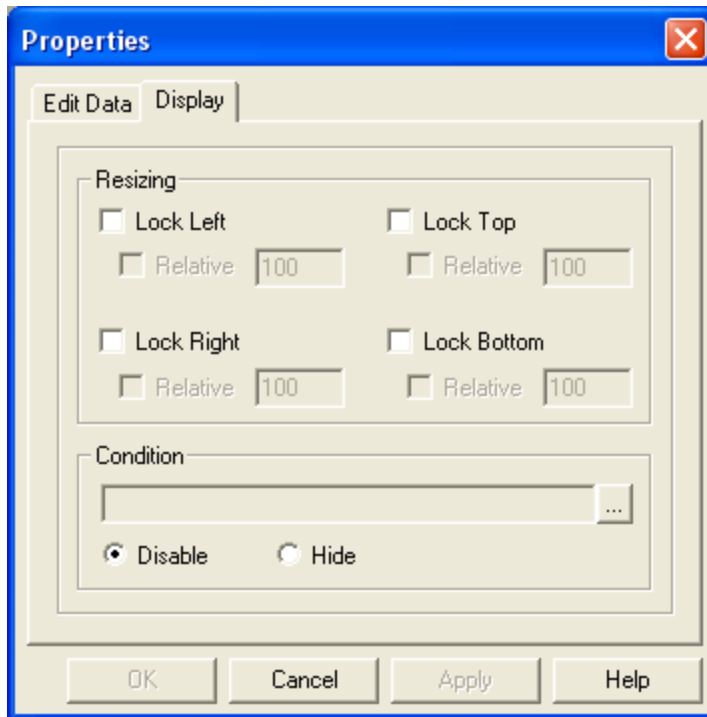 Properties
Edit Data Display
Resizing
Lock Left Lock Top
Relative 100 Relative 100
Lock Right Lock Bottom
Relative 100 Relative 100
Condition
...
Disable Hide
OK Cancel Apply Help